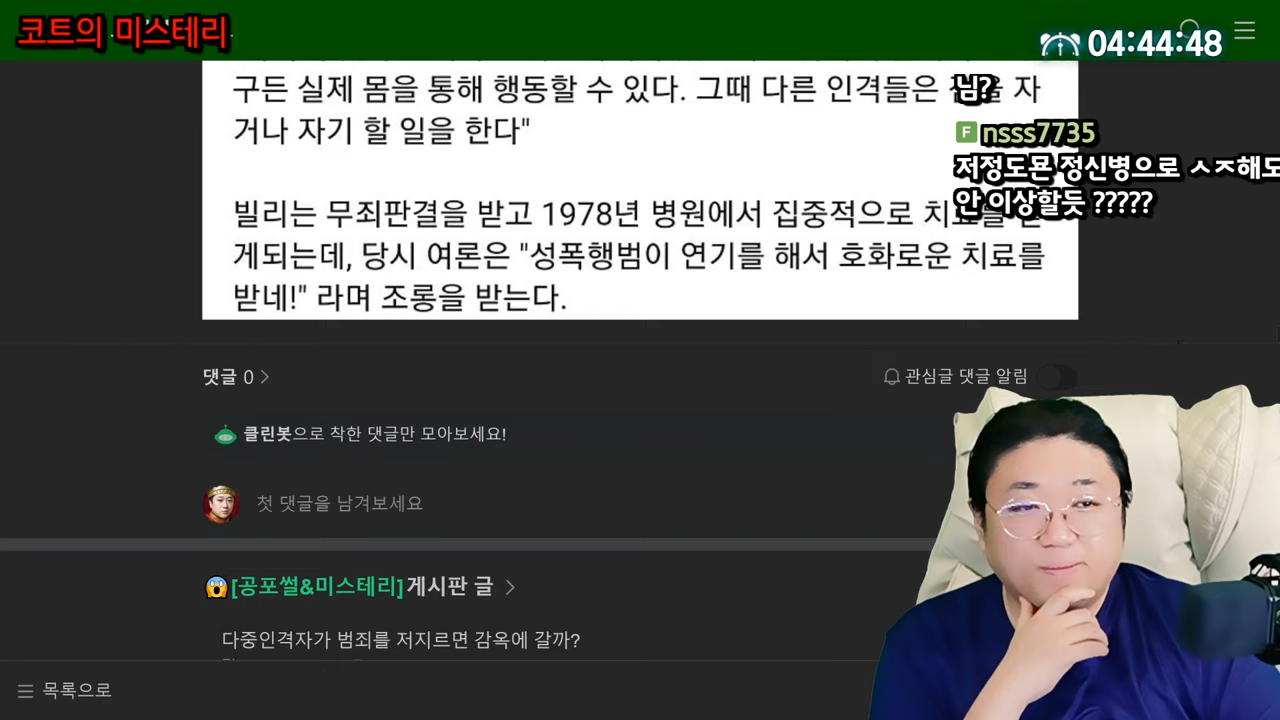 코트의 미스테리
04:44:48
구든 실제 몸을 통해 행동할 수 있다. 그때 다른 인격들은 자
거나 자기 할 일을 한다"
님?
nsss7735
저정도묜 정신병으로 ㅅㅈ해도
안 이상할듯 ?????
빌리는 무죄판결을 받고 1978년 병원에서 집중적으로
게되는데, 당시 여론은 "성폭행범이 연기를 해서 호화로운 치료를
받네!" 라며 조롱을 받는다.
댓글 0
관심글 댓글 알림
클린봇으로 착한 댓글만 모아보세요!
첫 댓글을 남겨보세요
[공포썰&미스테리]게시판 글
다중인격자가 범죄를 저지르면 감옥에 갈까?
목록으로